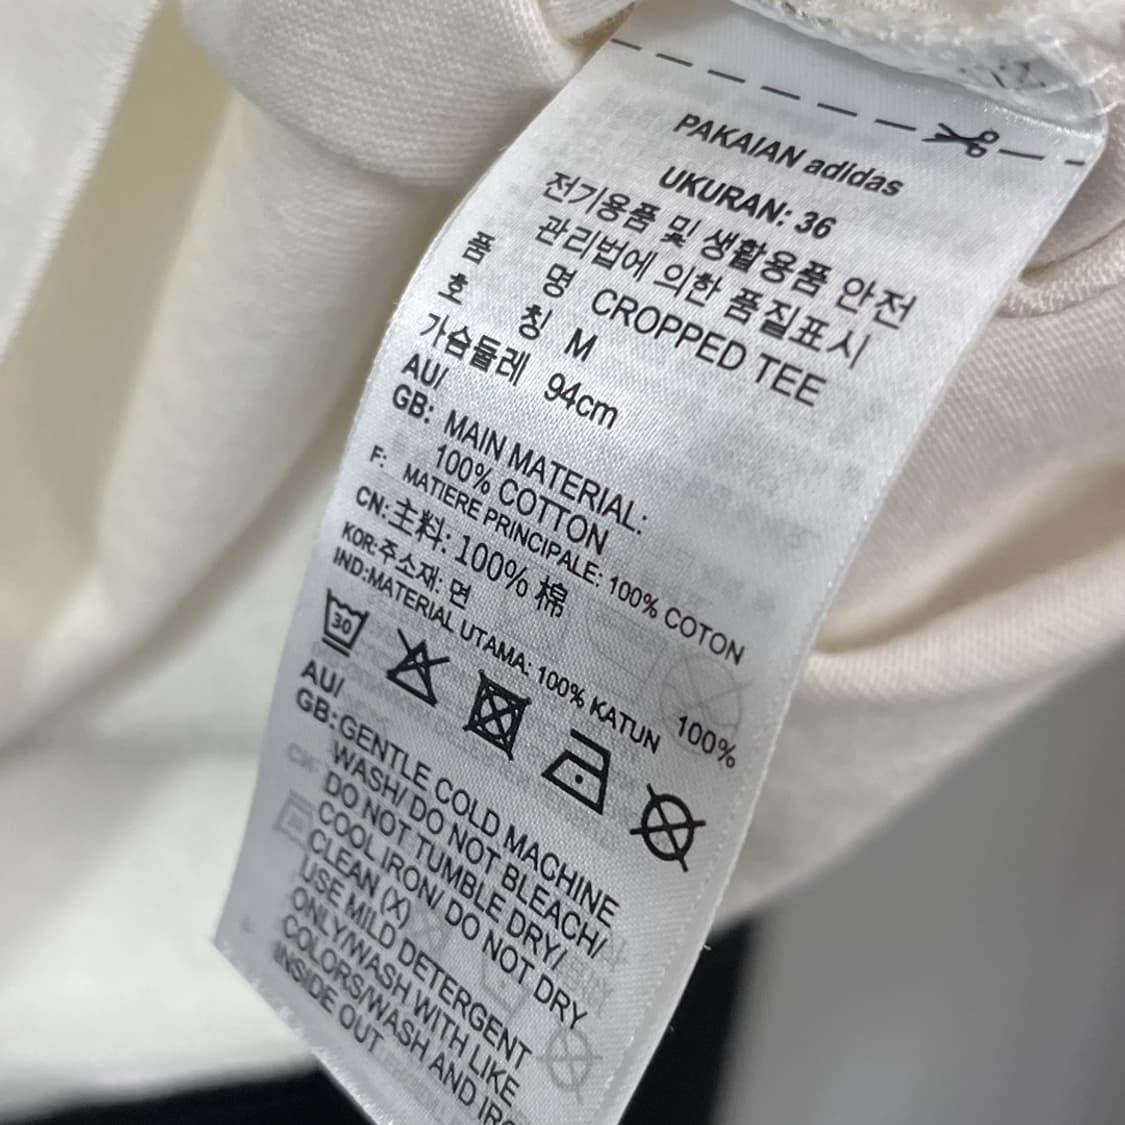 PAKAIAN adidas
UKURAN: 36
전기용품 및 생활용품 안전
관리법에 의한 품질표시
품 명 CROPPED TEE
호 칭 M
가슴둘레 94cm
AU/
GB: MAIN MATERIAL:
100% COTTON
F: MATIERE PRINCIPALE: 100% COTON
CN:主料: 100% 棉
KOR:주소재: 면 100%
IND:MATERIAL UTAMA: 100% KATUN
30
AU/
GB:GENTLE COLD MACHINE
WASH/ DO NOT BLEACH/
DO NOT TUMBLE DRY/
COOL IRON/ DO NOT DRY
CLEAN (X)
USE MILD DETERGENT
ONLY/WASH WITH LIKE
COLORS/WASH AND IRO
INSIDE OUT